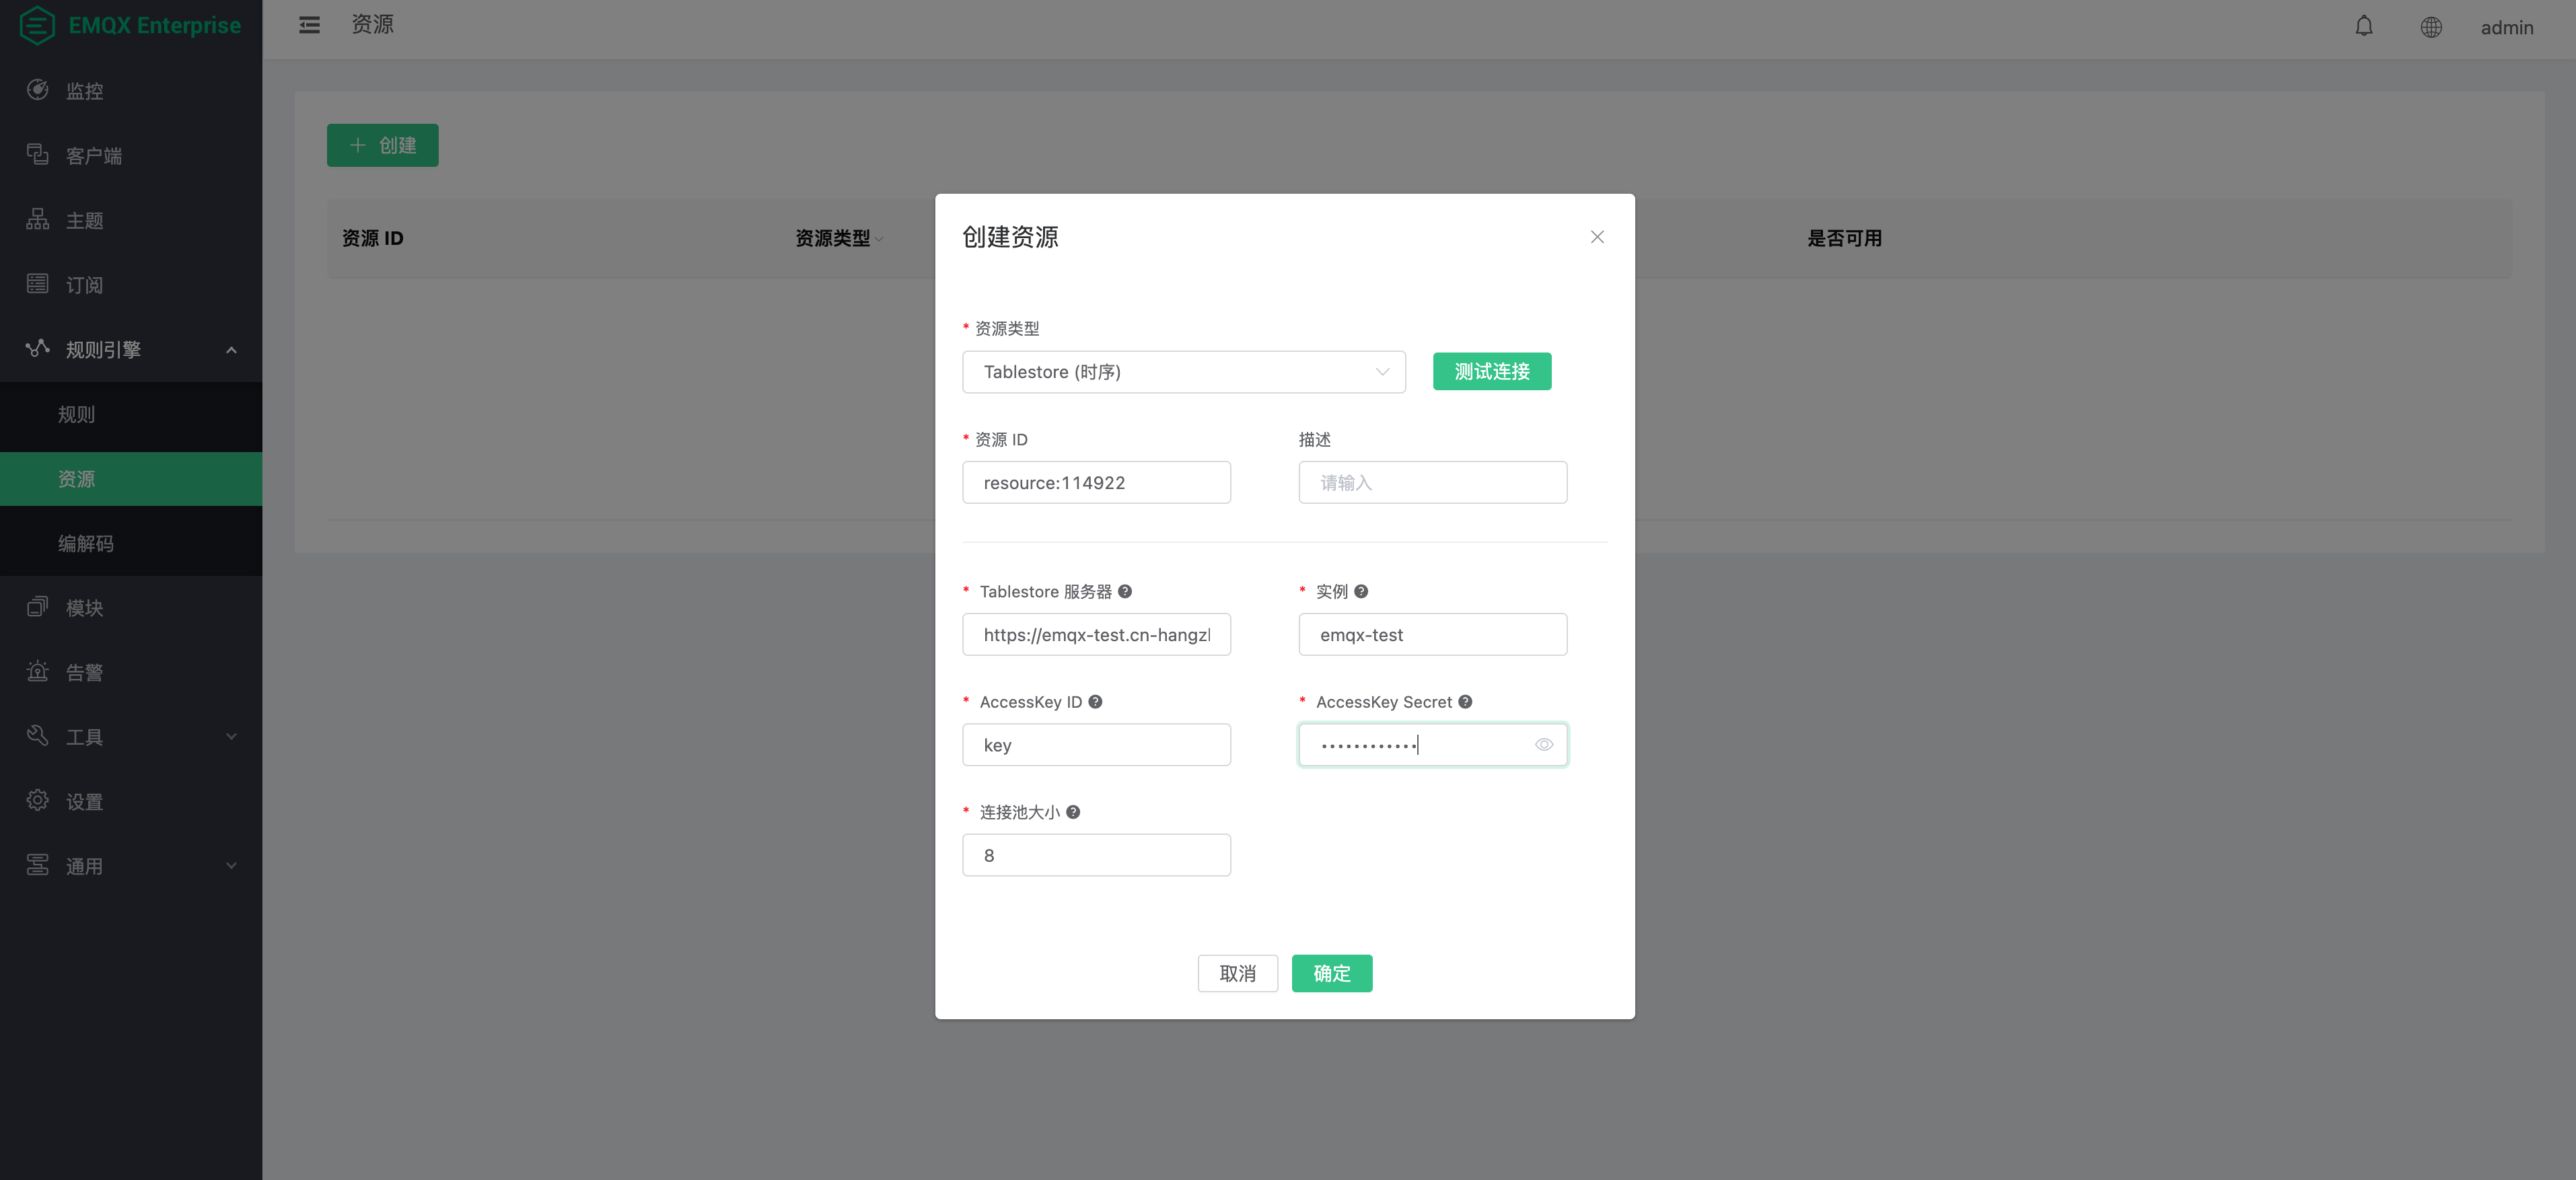 EMQX Enterprise
资源
admin
监控
客户端
主题
订阅
规则引擎
规则
资源
编解码
模块
告警
工具
设置
通用
创建
资源 ID
资源类型
是否可用
创建资源
* 资源类型
Tablestore (时序)
测试连接
* 资源 ID
描述
resource:114922
请输入
* Tablestore 服务器
* 实例
https://emqx-test.cn-hangz
emqx-test
* AccessKey ID
* AccessKey Secret
key
••••••••••••
* 连接池大小
8
取消
确定